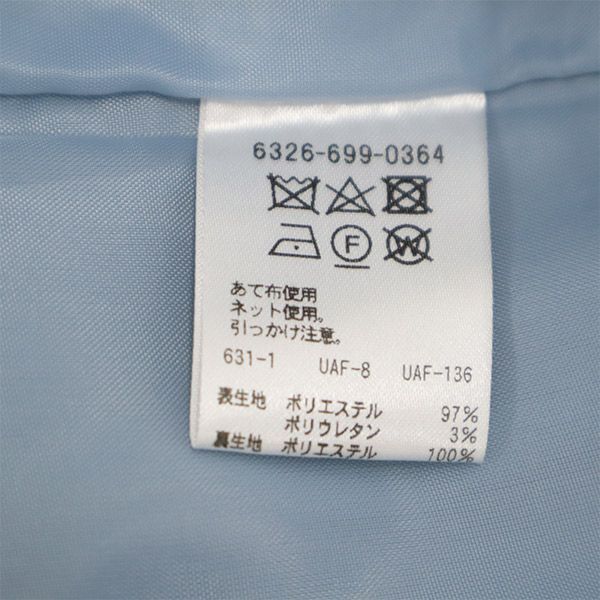 6326-699-0364
F W
あて布使用
ネット使用。
引っかけ注意。
631-1 UAF-8 UAF-136
表生地 ポリエステル 97%
ポリウレタン 3%
裏生地 ポリエステル 100%